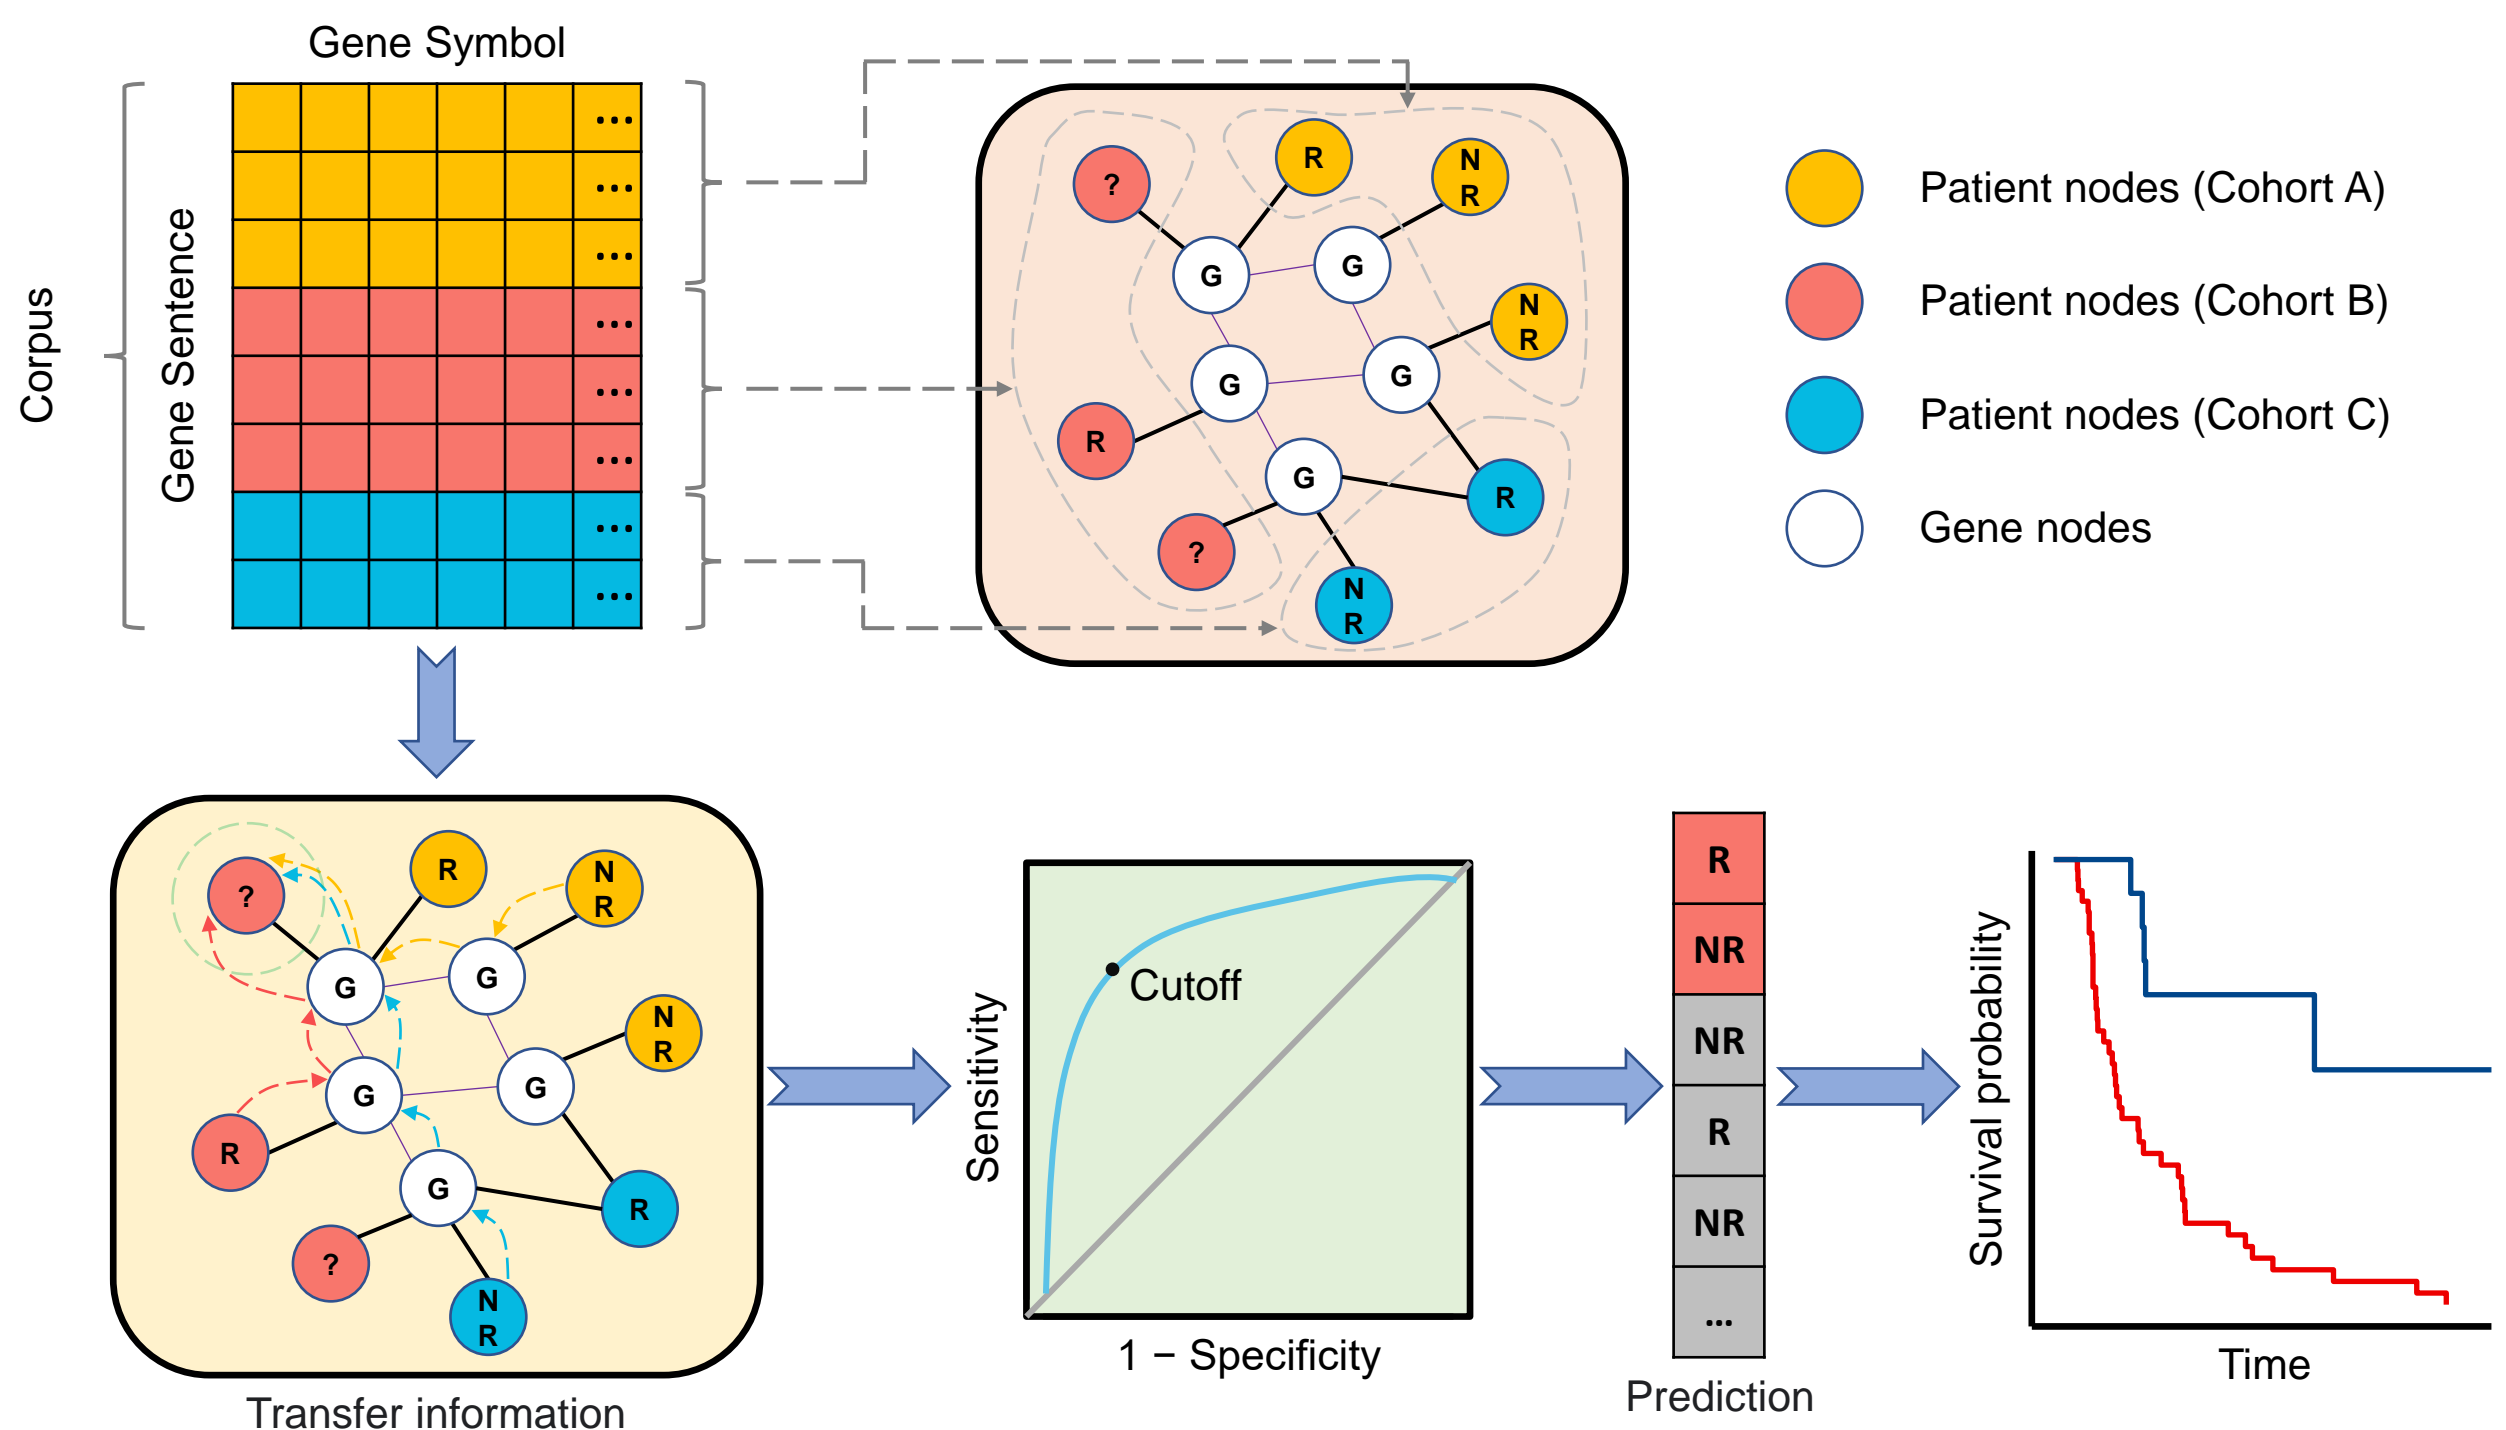 Gene Symbol
Corpus
Gene Sentence
...
...
...
...
...
...
...
...
?
R
N
R
G
G
N
R
G
G
R
G
R
?
N
R
Patient nodes (Cohort A)
Patient nodes (Cohort B)
Patient nodes (Cohort C)
Gene nodes
?
R
N
R
G
G
N
R
G
G
R
G
R
?
N
R
Transfer information
Sensitivity
Cutoff
1 − Specificity
R
NR
NR
R
NR
...
Prediction
Survival probability
Time